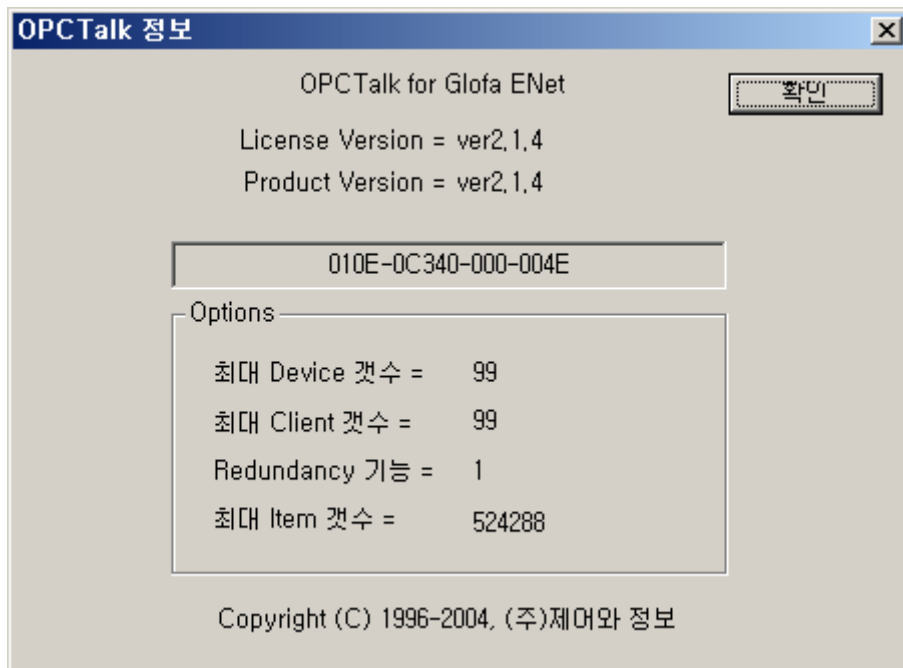 OPCTalk 정보
OPCTalk for Glofa ENet
확인
License Version = ver2.1.4
Product Version = ver2.1.4
010E-0C340-000-004E
Options
최대 Device 갯수 = 99
최대 Client 갯수 = 99
Redundancy 기능 = 1
최대 Item 갯수 = 524288
Copyright (C) 1996-2004, (주)제어와 정보